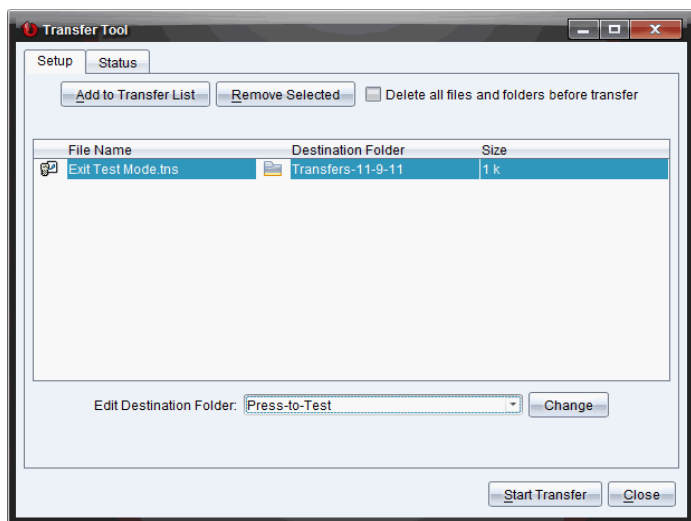 Transfer Tool
Setup Status
Add to Transfer List Remove Selected Delete all files and folders before transfer
File Name Destination Folder Size
Exit Test Mode.tns Transfers-11-9-11 1 k
Edit Destination Folder: Press-to-Test Change
Start Transfer Close